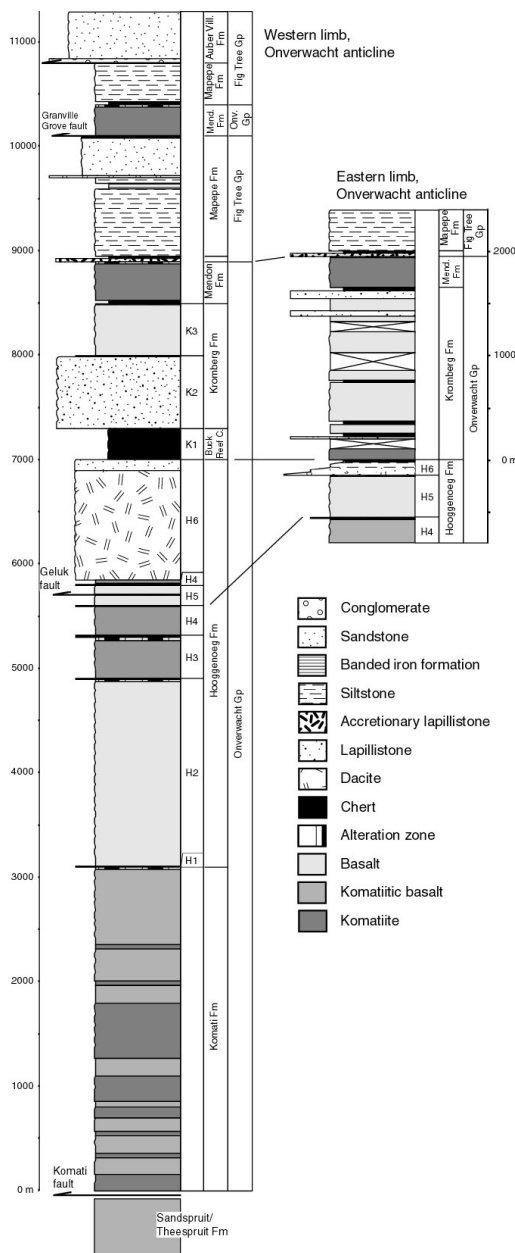 Western limb,
Onverwacht anticline
11000
Auber Vill.
Fm
Mapepe
Fm
Fig Tree Gp
Granville
Grove fault
Mend.
Fm
Onv.
Gp
10000
Mapepe Fm
Fig Tree Gp
9000
Mendon
Fm
K3
8000
K2
Kromberg Fm
K1
Buck
Reef C.
7000
H6
6000
Geluk
fault
H4
H5
H4
H3
5000
Hooggenoeg Fm
Onverwacht Gp
4000
H2
H1
3000
2000
Komati Fm
1000
Komati
fault
0 m
Sandspruit/
Theespruit Fm
Eastern limb,
Onverwacht anticline
Mapepe
Fm
Fig Tree
Gp
2000
Mend.
Fm
Kromberg Fm
1000
Onverwacht Gp
0 m
H6
H5
H4
Hooggenoeg Fm
Conglomerate
Sandstone
Banded iron formation
Siltstone
Accretionary lapillistone
Lapillistone
Dacite
Chert
Alteration zone
Basalt
Komatiitic basalt
Komatiite